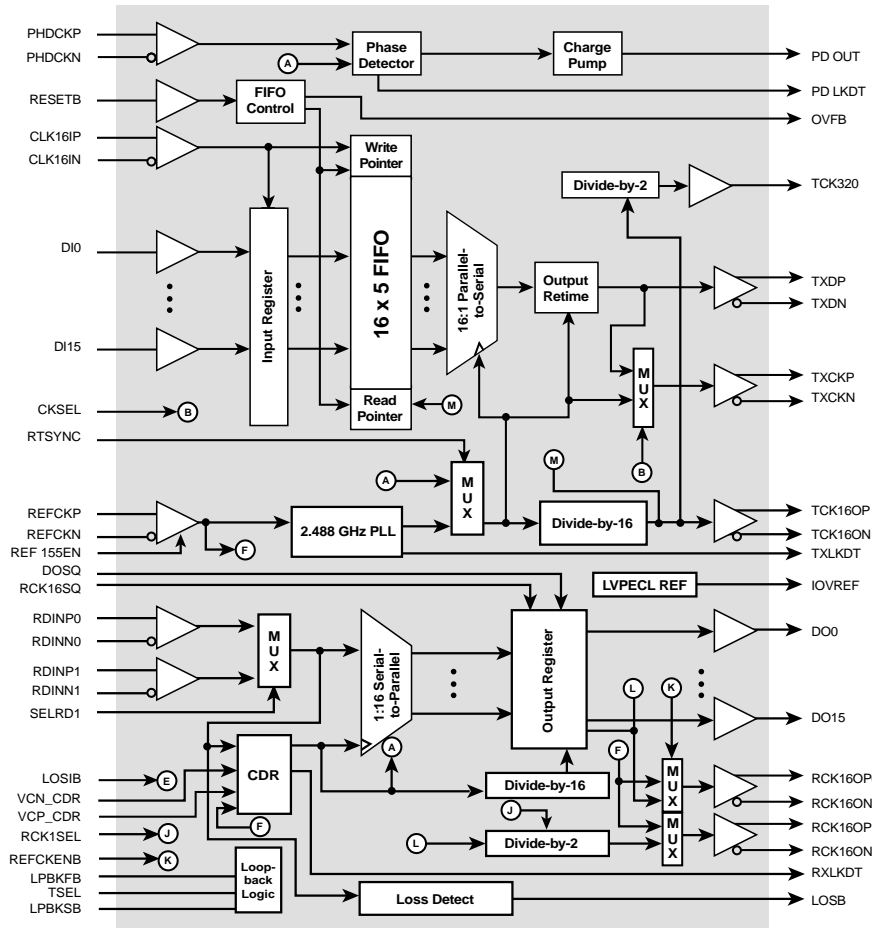 PHDCKP
PHDCKN
A
Phase
Detector
Charge
Pump
PD OUT
PD LKDT
RESETB
FIFO
Control
OVFB
CLK16IP
CLK16IN
Write
Pointer
Divide-by-2
TCK320
DI0
DI15
Input Register
16 x 5 FIFO
16:1 Parallel-
to-Serial
Output
Retime
TXDP
TXDN
MUX
TXCKP
TXCKN
CKSEL
B
Read
Pointer
M
RTSYNC
A
MUX
M
B
REFCKP
REFCKN
REF 155EN
F
2.488 GHz PLL
Divide-by-16
TCK16OP
TCK16ON
TXLKDT
DOSQ
RCK16SQ
LVPECL REF
IOVREF
RDINP0
RDINN0
RDINP1
RDINN1
SELRD1
MUX
1:16 Serial-
to-Parallel
Output Register
DO0
L
K
DO15
A
F
LOSIB
E
VCN_CDR
VCP_CDR
CDR
F
Divide-by-16
MUX
RCK16OP
RCK16ON
RCK1SEL
J
REFCKENB
K
J
L
Divide-by-2
MUX
RCK16OP
RCK16ON
LPBKFB
TSEL
LPBKSB
Loop-
back
Logic
RXLKDT
Loss Detect
LOSB